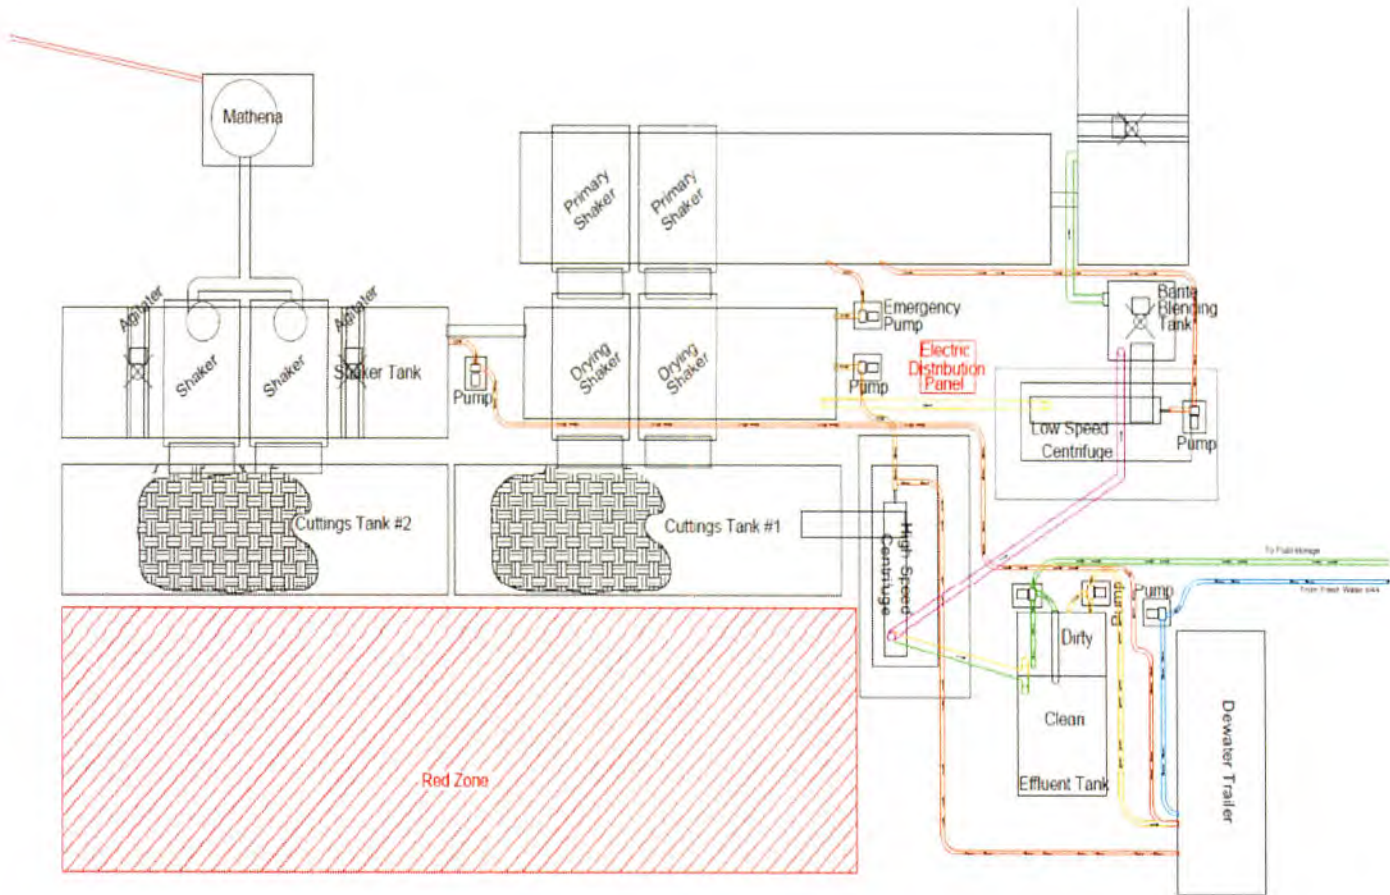 Mathena
Primary
Shaker
Primary
Shaker
Agitater
Agitater
Shaker
Shaker
Shaker Tank
Pump
Drying
Shaker
Drying
Shaker
Emergency
Pump
Pump
Electric
Distribution
Panel
Barite
Blending
Tank
Low Speed
Centrifuge
Pump
Cuttings Tank #2
Cuttings Tank #1
High Speed
Centrifuge
To Fluid storage
Pump
Pump
Dirty
Clean
Effluent Tank
Dewater Trailer
Red Zone